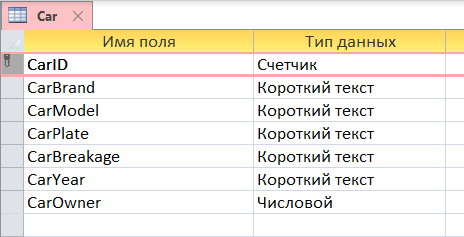 Car
Имя поля Тип данных
CarID Счетчик
CarBrand Короткий текст
CarModel Короткий текст
CarPlate Короткий текст
CarBreakage Короткий текст
CarYear Короткий текст
CarOwner Числовой